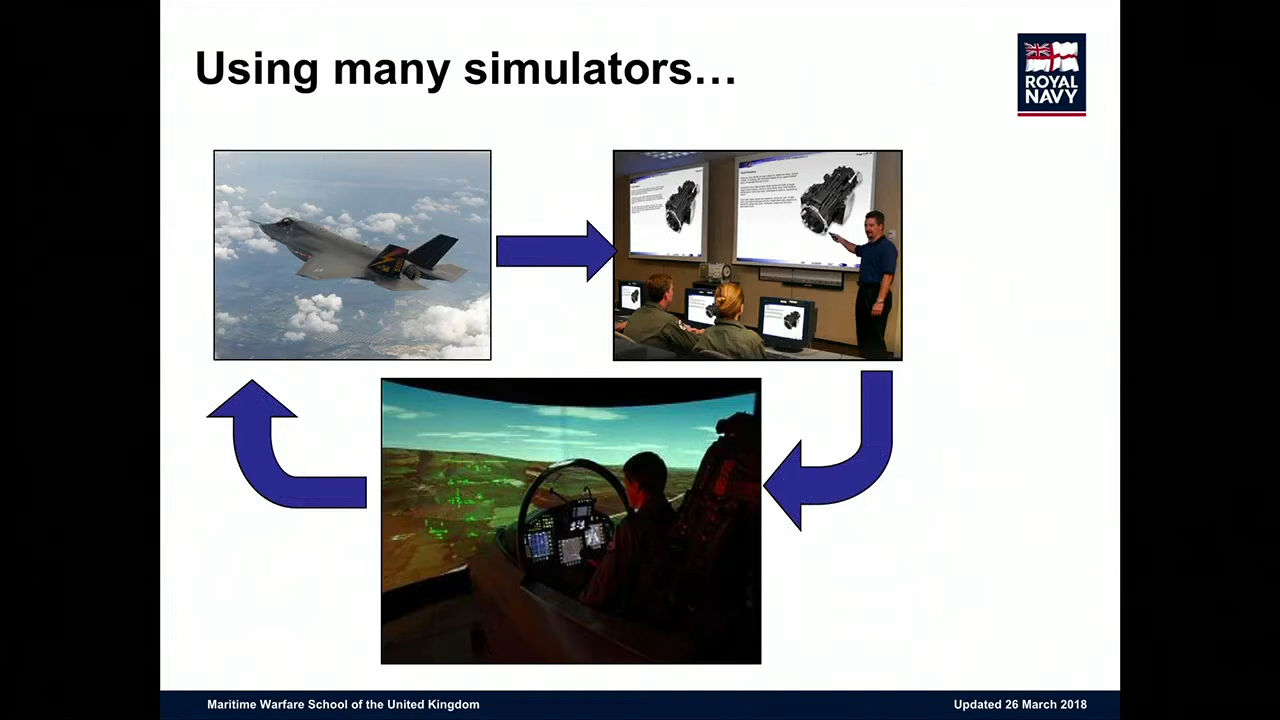 Using many simulators…
ROYAL
NAVY
Maritime Warfare School of the United Kingdom
Updated 26 March 2018